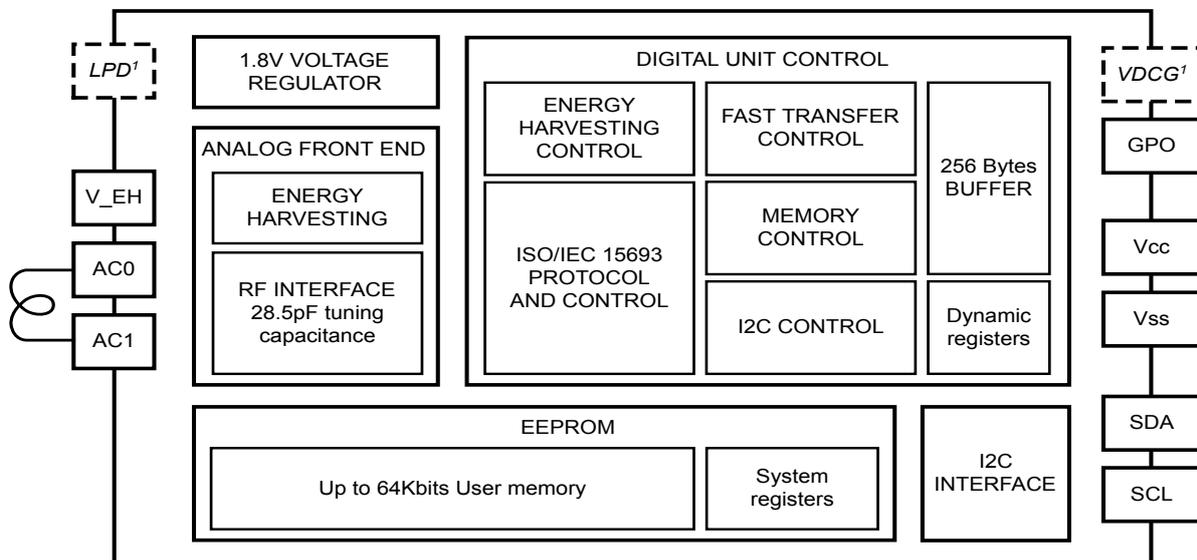 LPD¹
V_EH
AC0
AC1
1.8V VOLTAGE
REGULATOR
ANALOG FRONT END
ENERGY
HARVESTING
RF INTERFACE
28.5pF tuning
capacitance
DIGITAL UNIT CONTROL
ENERGY
HARVESTING
CONTROL
FAST TRANSFER
CONTROL
256 Bytes
BUFFER
ISO/IEC 15693
PROTOCOL
AND CONTROL
MEMORY
CONTROL
I2C CONTROL
Dynamic
registers
EEPROM
Up to 64Kbits User memory
System
registers
I2C
INTERFACE
VDCG¹
GPO
Vcc
Vss
SDA
SCL